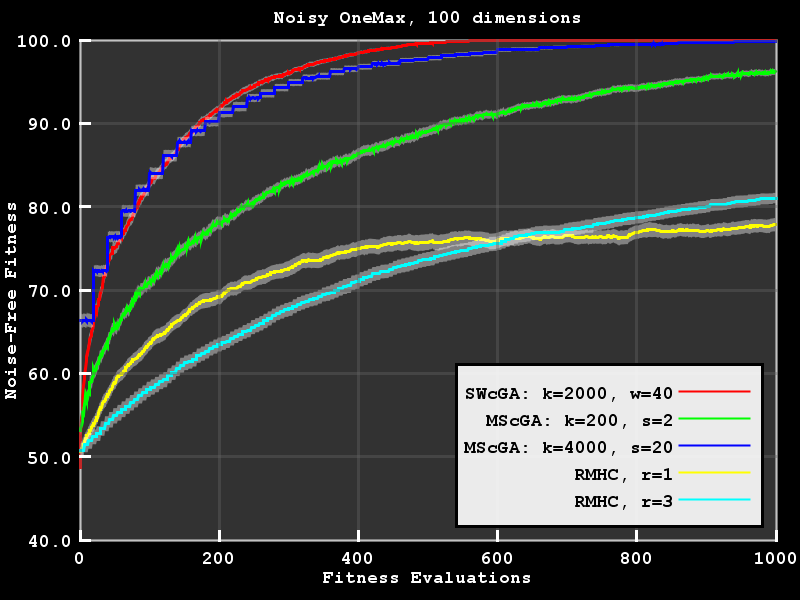 Noisy OneMax, 100 dimensions
100.0
90.0
80.0
70.0
60.0
50.0
40.0
Noise-Free Fitness
SWcGA: k=2000, w=40
MScGA: k=200, s=2
MScGA: k=4000, s=20
RMHC, r=1
RMHC, r=3
0 200 400 600 800 1000
Fitness Evaluations